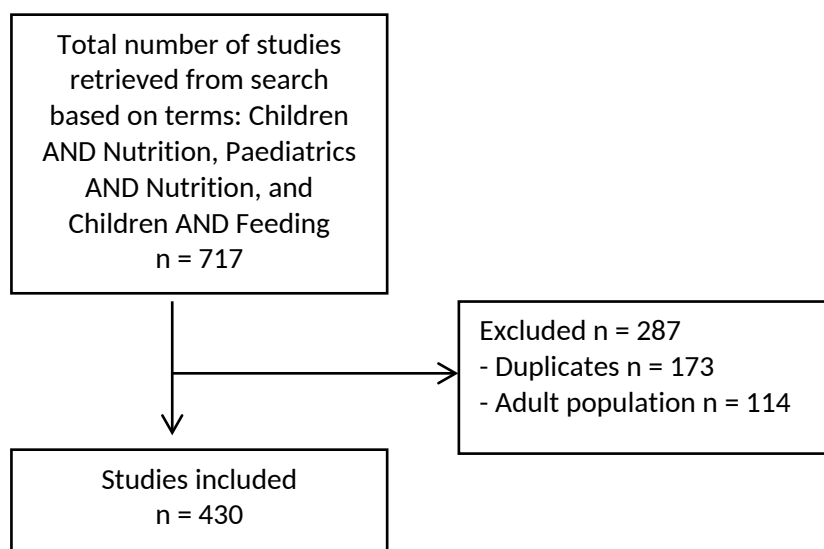 Total number of studies
retrieved from search
based on terms: Children
AND Nutrition, Paediatrics
AND Nutrition, and
Children AND Feeding
n = 717
Excluded n = 287
- Duplicates n = 173
- Adult population n = 114
Studies included
n = 430